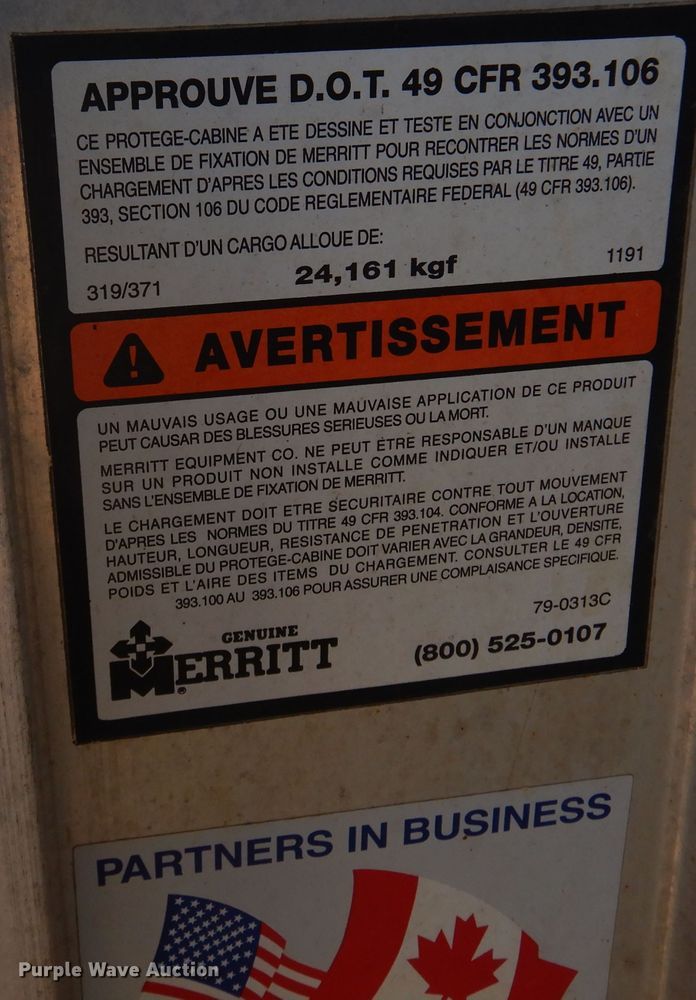 APPROUVE D.O.T. 49 CFR 393.106
CE PROTEGE-CABINE A ETE DESSINE ET TESTE EN CONJONCTION AVEC UN
ENSEMBLE DE FIXATION DE MERRITT POUR RECONTRER LES NORMES D'UN
CHARGEMENT D'APRES LES CONDITIONS REQUISES PAR LE TITRE 49, PARTIE
393, SECTION 106 DU CODE REGLEMENTAIRE FEDERAL (49 CFR 393.106).
RESULTANT D'UN CARGO ALLOUE DE:
319/371 24,161 kgf 1191
AVERTISSEMENT
UN MAUVAIS USAGE OU UNE MAUVAISE APPLICATION DE CE PRODUIT
PEUT CAUSAR DES BLESSURES SERIEUSES OU LA MORT.
MERRITT EQUIPMENT CO. NE PEUT ETRE RESPONSABLE D'UN MANQUE
SUR UN PRODUIT NON INSTALLE COMME INDIQUER ET/OU INSTALLE
SANS L'ENSEMBLE DE FIXATION DE MERRITT.
LE CHARGEMENT DOIT ETRE SECURITAIRE CONTRE TOUT MOUVEMENT
D'APRES LES NORMES DU TITRE 49 CFR 393.104. CONFORME A LA LOCATION,
HAUTEUR, LONGUEUR, RESISTANCE DE PENETRATION ET L'OUVERTURE
ADMISSIBLE DU PROTEGE-CABINE DOIT VARIER AVEC LA GRANDEUR, DENSITE,
POIDS ET L'AIRE DES ITEMS DU CHARGEMENT. CONSULTER LE 49 CFR
393.100 AU 393.106 POUR ASSURER UNE COMPLAISANCE SPECIFIQUE.
79-0313C
GENUINE
MERRITT®
(800) 525-0107
PARTNERS IN BUSINESS
Purple Wave Auction